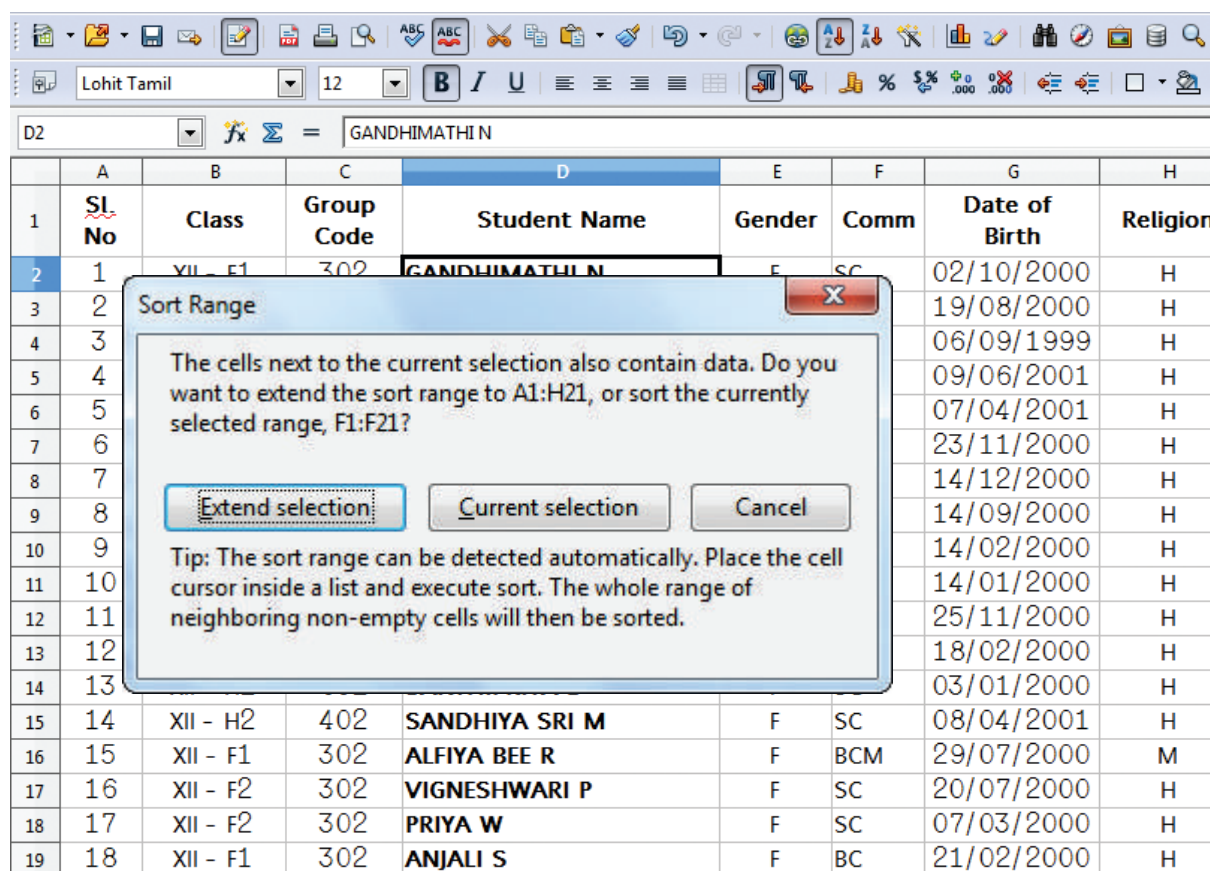 ABC ABC
Lohit Tamil 12 B I U %
D2 = GANDHIMATHI N
A B C D E F G H
1 Sl. No Class Group Code Student Name Gender Comm Date of Birth Religion
2 1 XII - F1 302 GANDHIMATHI N F SC 02/10/2000 H
3 2 19/08/2000 H
4 3 06/09/1999 H
5 4 09/06/2001 H
6 5 07/04/2001 H
7 6 23/11/2000 H
8 7 14/12/2000 H
9 8 14/09/2000 H
10 9 14/02/2000 H
11 10 14/01/2000 H
12 11 25/11/2000 H
13 12 18/02/2000 H
14 13 03/01/2000 H
15 14 XII - H2 402 SANDHIYA SRI M F SC 08/04/2001 H
16 15 XII - F1 302 ALFIYA BEE R F BCM 29/07/2000 M
17 16 XII - F2 302 VIGNESHWARI P F SC 20/07/2000 H
18 17 XII - F2 302 PRIYA W F SC 07/03/2000 H
19 18 XII - F1 302 ANJALI S F BC 21/02/2000 H
Sort Range
The cells next to the current selection also contain data. Do you
want to extend the sort range to A1:H21, or sort the currently
selected range, F1:F21?
Extend selection Current selection Cancel
Tip: The sort range can be detected automatically. Place the cell
cursor inside a list and execute sort. The whole range of
neighboring non-empty cells will then be sorted.